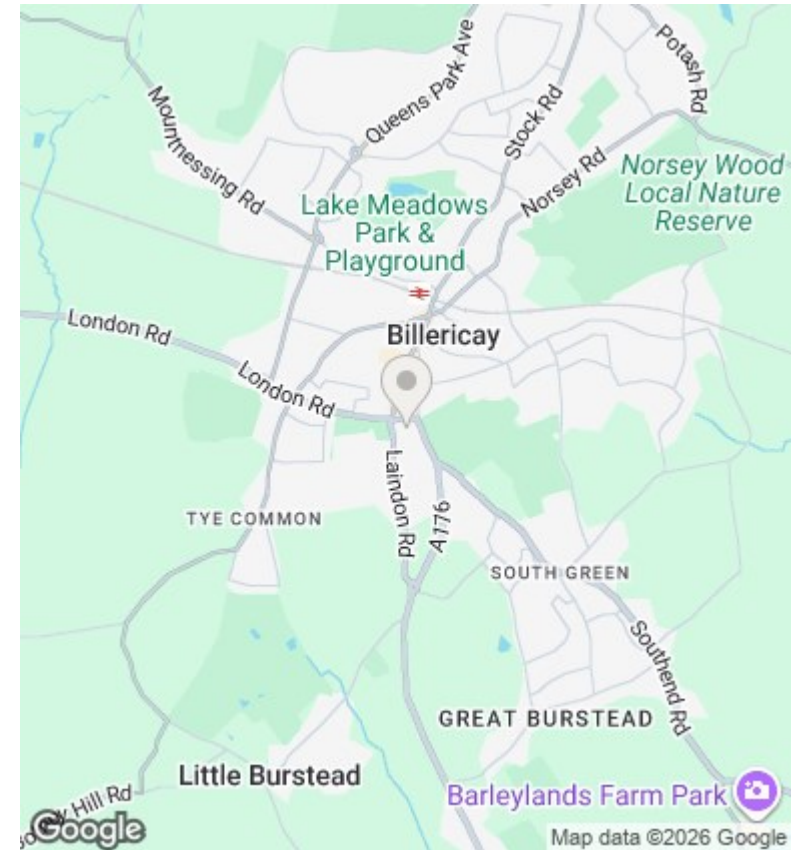 Queens Park Ave
Potash Rd
Mountnessing Rd
Stock Rd
Norsey Rd
Norsey Wood
Local Nature
Reserve
Lake Meadows
Park &
Playground
London Rd
Billericay
London Rd
Laindon Rd
A176
TYE COMMON
SOUTH GREEN
Southend Rd
GREAT BURSTEAD
Little Burstead
Barleylands Farm Park
Hill Rd
Google
Map data ©2026 Google